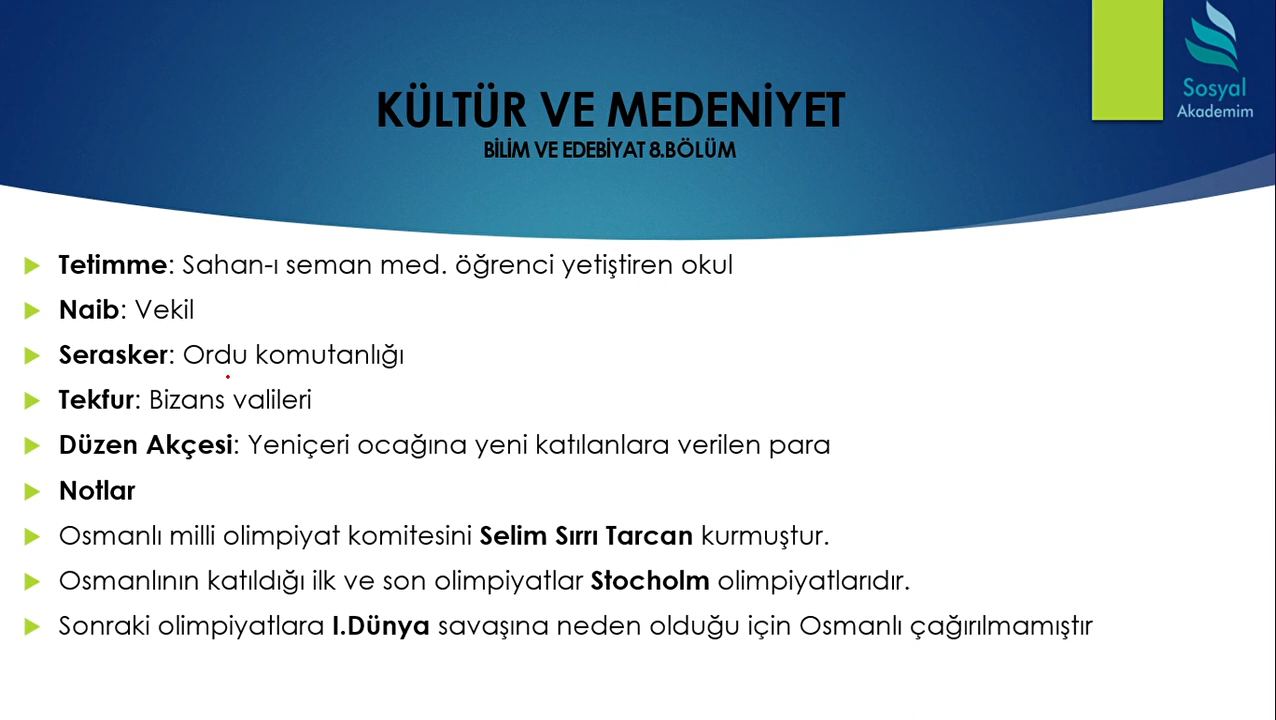 Sosyal
Akademim
KÜLTÜR VE MEDENİYET
BİLİM VE EDEBİYAT 8.BÖLÜM
Tetimme: Sahan-ı seman med. öğrenci yetiştiren okul
Naib: Vekil
Serasker: Ordu komutanlığı
Tekfur: Bizans valileri
Düzen Akçesi: Yeniçeri ocağına yeni katılanlara verilen para
Notlar
Osmanlı milli olimpiyat komitesini Selim Sırrı Tarcan kurmuştur.
Osmanlının katıldığı ilk ve son olimpiyatlar Stocholm olimpiyatlarıdır.
Sonraki olimpiyatlara I.Dünya savaşına neden olduğu için Osmanlı çağırılmamıştır